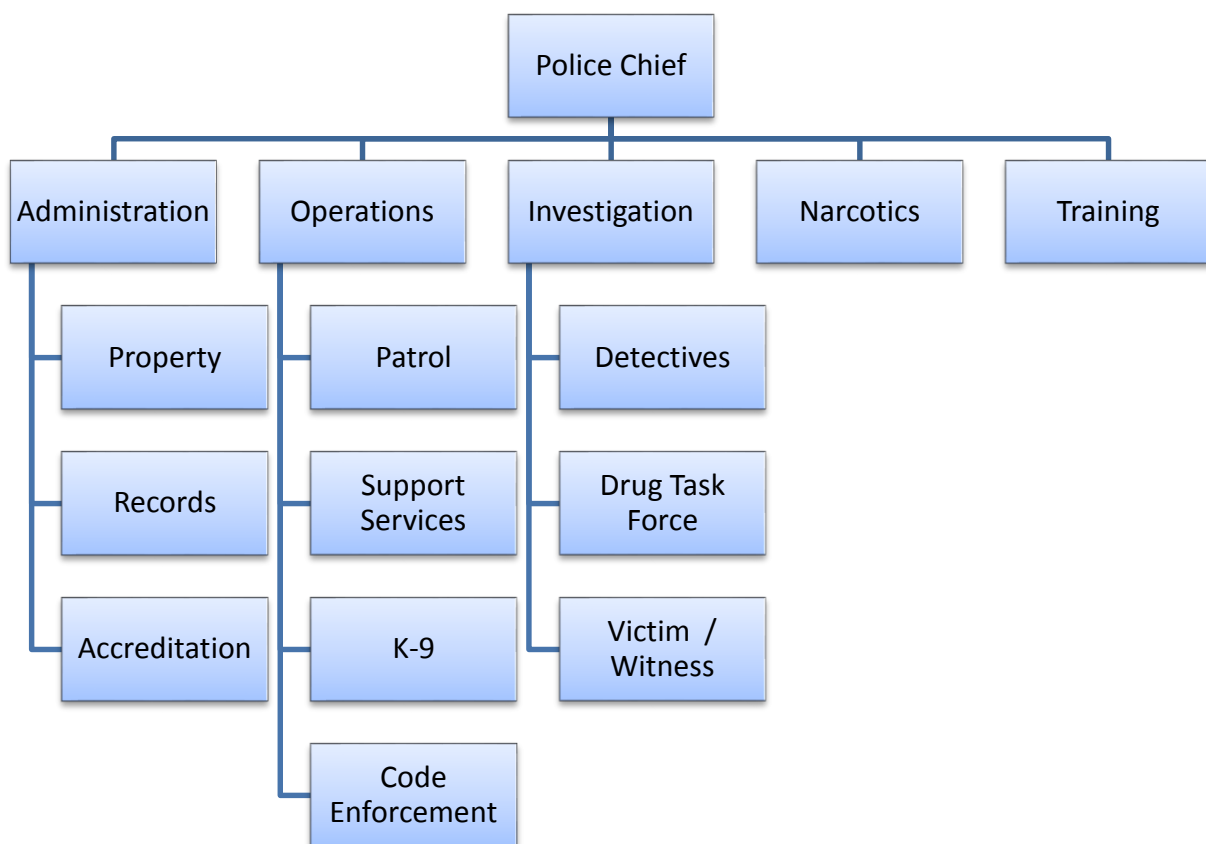 Police Chief
Administration
Operations
Investigation
Narcotics
Training
Property
Patrol
Detectives
Records
Support
Services
Drug Task
Force
Accreditation
K-9
Victim / 
Witness
Code
Enforcement